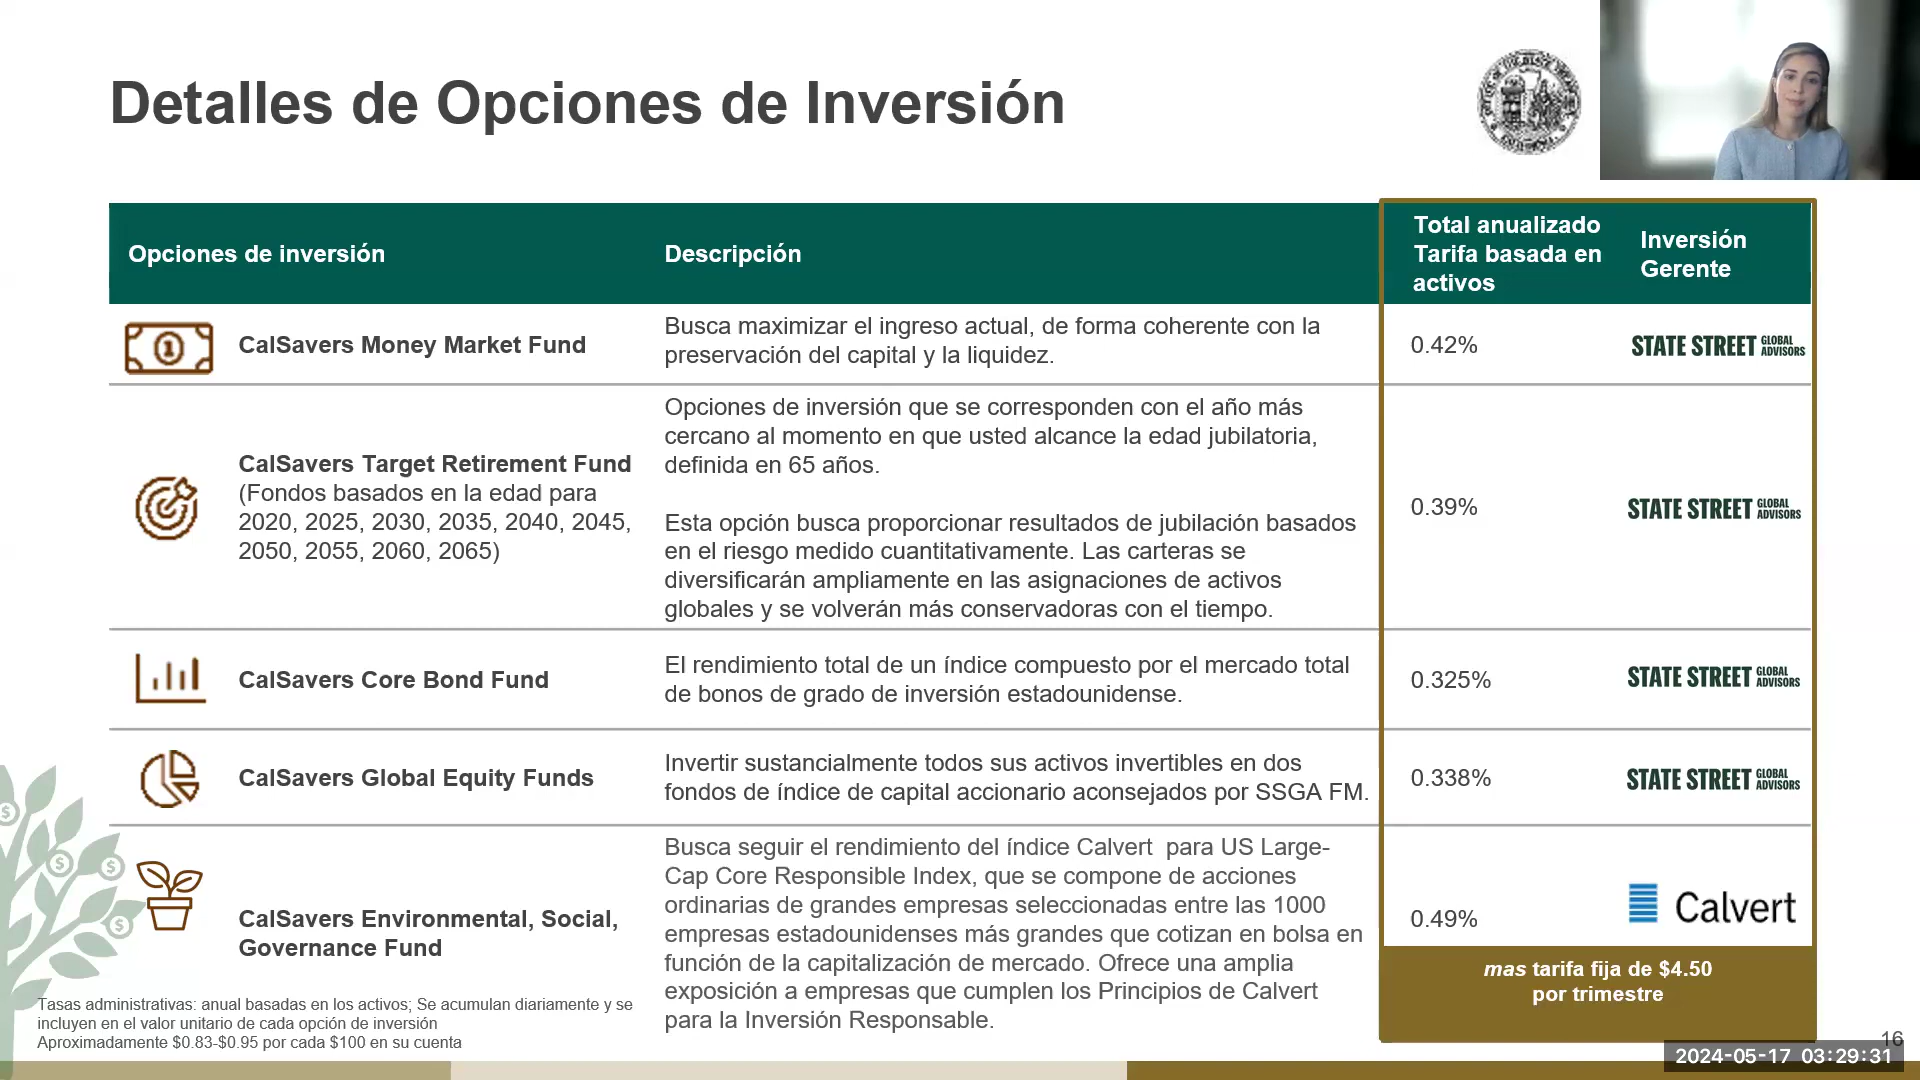 Detalles de Opciones de Inversión
Opciones de inversión
Descripción
Total anualizado
Tarifa basada en
activos
Inversión
Gerente
CalSavers Money Market Fund
Busca maximizar el ingreso actual, de forma coherente con la
preservación del capital y la liquidez.
0.42%
STATE STREET GLOBAL ADVISORS
CalSavers Target Retirement Fund
(Fondos basados en la edad para
2020, 2025, 2030, 2035, 2040, 2045,
2050, 2055, 2060, 2065)
Opciones de inversión que se corresponden con el año más
cercano al momento en que usted alcance la edad jubilatoria,
definida en 65 años.
Esta opción busca proporcionar resultados de jubilación basados
en el riesgo medido cuantitativamente. Las carteras se
diversificarán ampliamente en las asignaciones de activos
globales y se volverán más conservadoras con el tiempo.
0.39%
STATE STREET GLOBAL ADVISORS
CalSavers Core Bond Fund
El rendimiento total de un índice compuesto por el mercado total
de bonos de grado de inversión estadounidense.
0.325%
STATE STREET GLOBAL ADVISORS
CalSavers Global Equity Funds
Invertir sustancialmente todos sus activos invertibles en dos
fondos de índice de capital accionario aconsejados por SSGA FM.
0.338%
STATE STREET GLOBAL ADVISORS
CalSavers Environmental, Social,
Governance Fund
Busca seguir el rendimiento del índice Calvert  para US Large-
Cap Core Responsible Index, que se compone de acciones
ordinarias de grandes empresas seleccionadas entre las 1000
empresas estadounidenses más grandes que cotizan en bolsa en
función de la capitalización de mercado. Ofrece una amplia
exposición a empresas que cumplen los Principios de Calvert
para la Inversión Responsable.
0.49%
Calvert
mas tarifa fija de $4.50
por trimestre
Tasas administrativas: anual basadas en los activos; Se acumulan diariamente y se
incluyen en el valor unitario de cada opción de inversión
Aproximadamente $0.83-$0.95 por cada $100 en su cuenta
16
2024-05-17 03:29:31